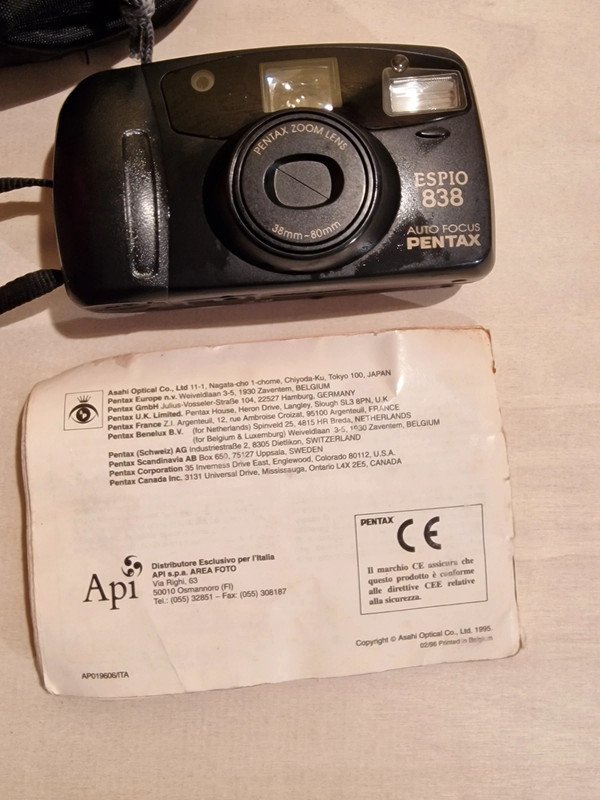 PENTAX ZOOM LENS
38mm~80mm
ESPIO
838
AUTO FOCUS
PENTAX
Asahi Optical Co., Ltd 11-1, Nagata-cho 1-chome, Chiyoda-Ku, Tokyo 100, JAPAN
Pentax Europe n.v. Weiveldlaan 3-5, 1930 Zaventem, BELGIUM
Pentax GmbH Julius-Vosseler-Straße 104, 22527 Hamburg, GERMANY
Pentax U.K. Limited. Pentax House, Heron Drive, Langley, Slough SL3 8PN, U.K
Pentax France Z.I. Argenteuil, 12, rue Ambroise Croizat, 95100 Argenteuil, FRANCE
Pentax Benelux B.V. (for Netherlands) Spinveld 25, 4815 HR Breda, NETHERLANDS
(for Belgium & Luxemburg) Weiveldlaan 3-5, 1930 Zaventem, BELGIUM
Pentax (Schweiz) AG Industriestraße 2, 8305 Dietlikon, SWITZERLAND
Pentax Scandinavia AB Box 650, 75127 Uppsala, SWEDEN
Pentax Corporation 35 Inverness Drive East, Englewood, Colorado 80112, U.S.A.
Pentax Canada Inc. 3131 Universal Drive, Mississauga, Ontario L4X 2E5, CANADA
Api
Distributore Esclusivo per l'Italia
API s.p.a. AREA FOTO
Via Righi, 63
50010 Osmannoro (FI)
Tel.: (055) 32851 – Fax: (055) 308187
PENTAX
CE
Il marchio CE assicura che
questo prodotto è conforme
alle direttive CEE relative
alla sicurezza.
Copyright © Asahi Optical Co., Ltd. 1995.
02/96 Printed in Belgium
AP019606/ITA